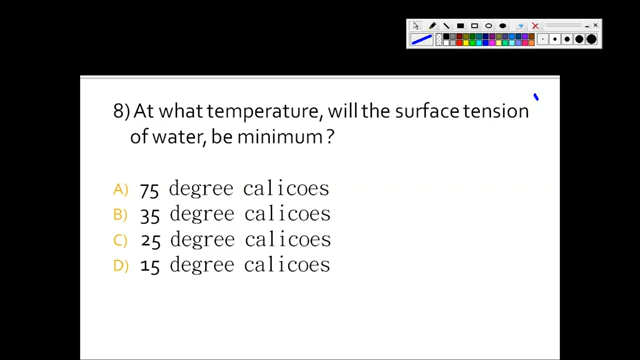 8) At what temperature, will the surface tension
of water, be minimum ?
A) 75 degree calicoes
B) 35 degree calicoes
C) 25 degree calicoes
D) 15 degree calicoes